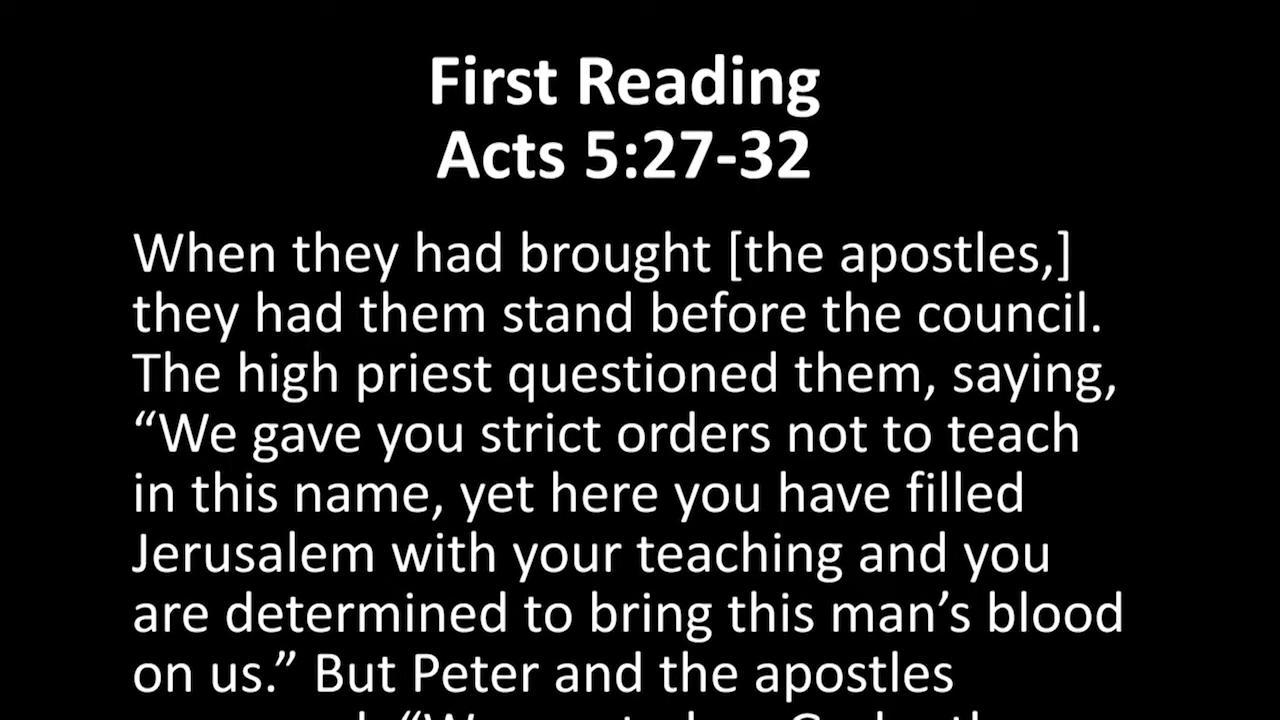 First Reading
Acts 5:27-32
When they had brought [the apostles,]
they had them stand before the council.
The high priest questioned them, saying,
“We gave you strict orders not to teach
in this name, yet here you have filled
Jerusalem with your teaching and you
are determined to bring this man’s blood
on us.” But Peter and the apostles